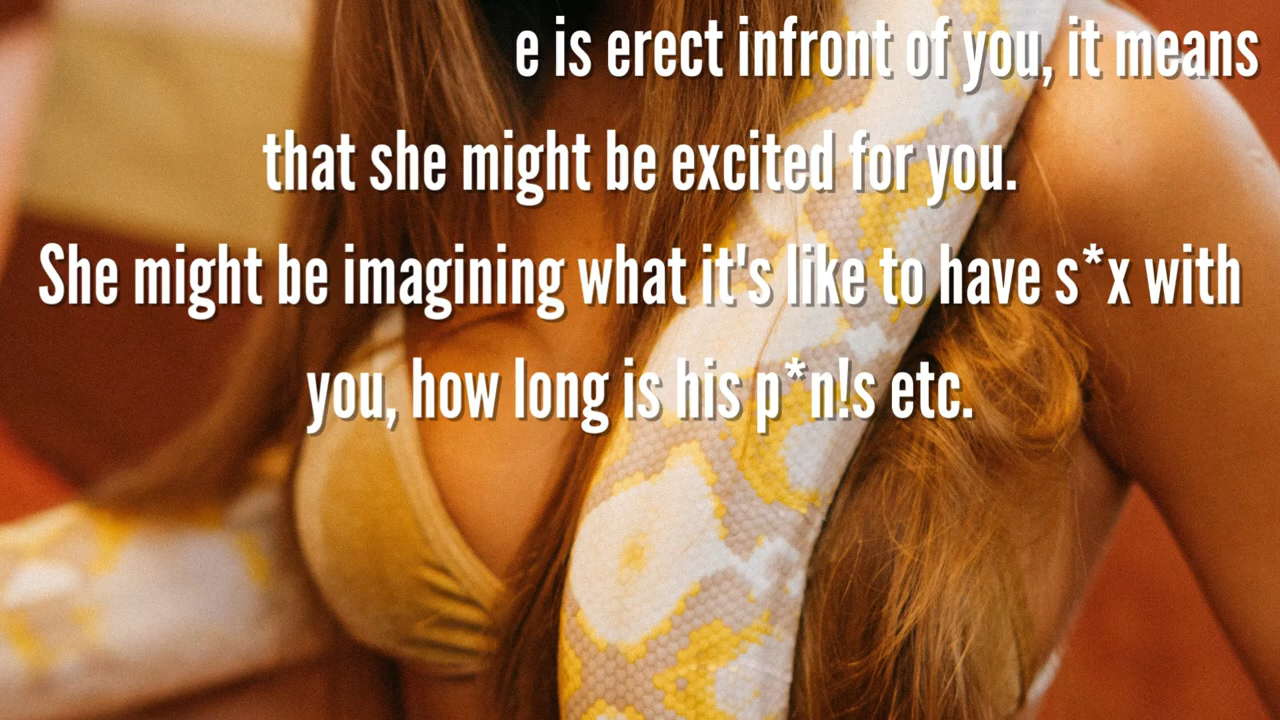 e is erect infront of you, it means
that she might be excited for you.
She might be imagining what it's like to have s*x with
you, how long is his p*n!s etc.